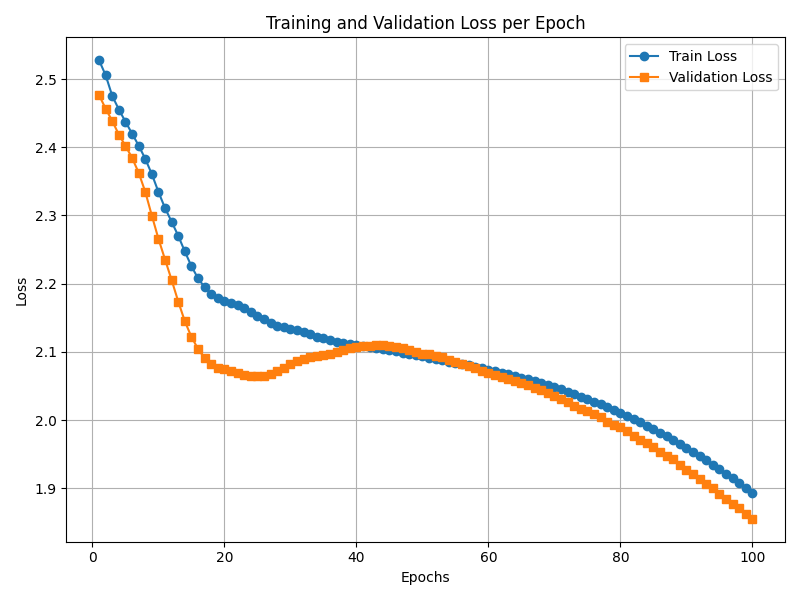 Training and Validation Loss per Epoch
Train Loss
Validation Loss
2.5
2.4
2.3
2.2
2.1
2.0
1.9
Loss
0 20 40 60 80 100
Epochs